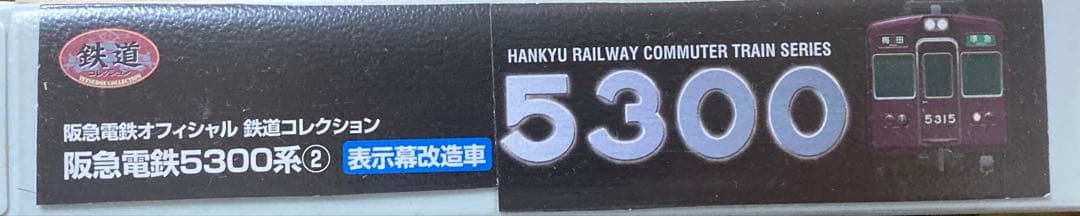 鉄道
コレクション
TETSUDOU COLLECTION
阪急電鉄オフィシャル 鉄道コレクション
阪急電鉄5300系② 表示幕改造車
HANKYU RAILWAY COMMUTER TRAIN SERIES
5300
梅田
準急
5315